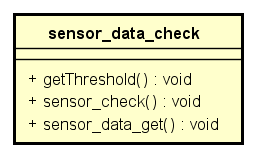 sensor_data_check
+ getThreshold() : void
+ sensor_check() : void
+ sensor_data_get() : void